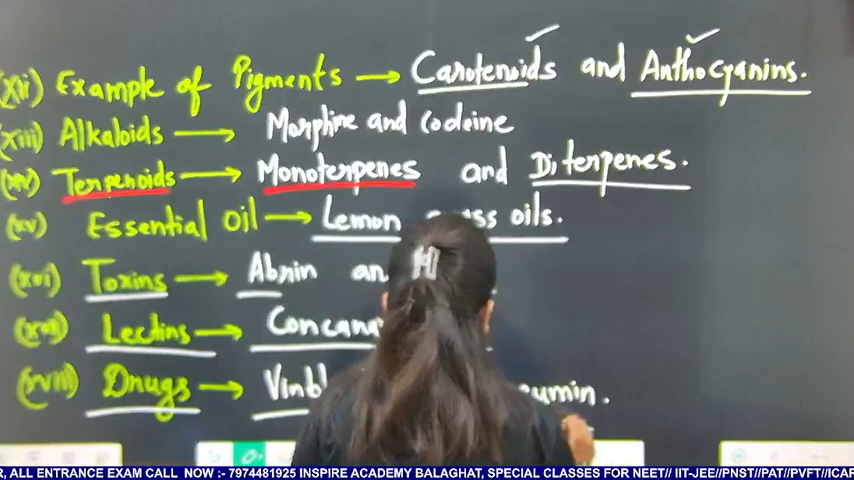 (xii) Example of Pigments → Carotenoids and Anthocyanins.
(xiii) Alkaloids → Morphine and Codeine
(xiv) Terpenoids → Monoterpenes and Diterpenes.
(xv) Essential Oil → Lemon oils.
(xvi) Toxins → Abrin
(xvii) Lectins →
(xviii) Drugs →
R, ALL ENTRANCE EXAM CALL NOW :- 7974481925 INSPIRE ACADEMY BALAGHAT, SPECIAL CLASSES FOR NEET// IIT-JEE//PNST//PAT//PVFT//ICAR